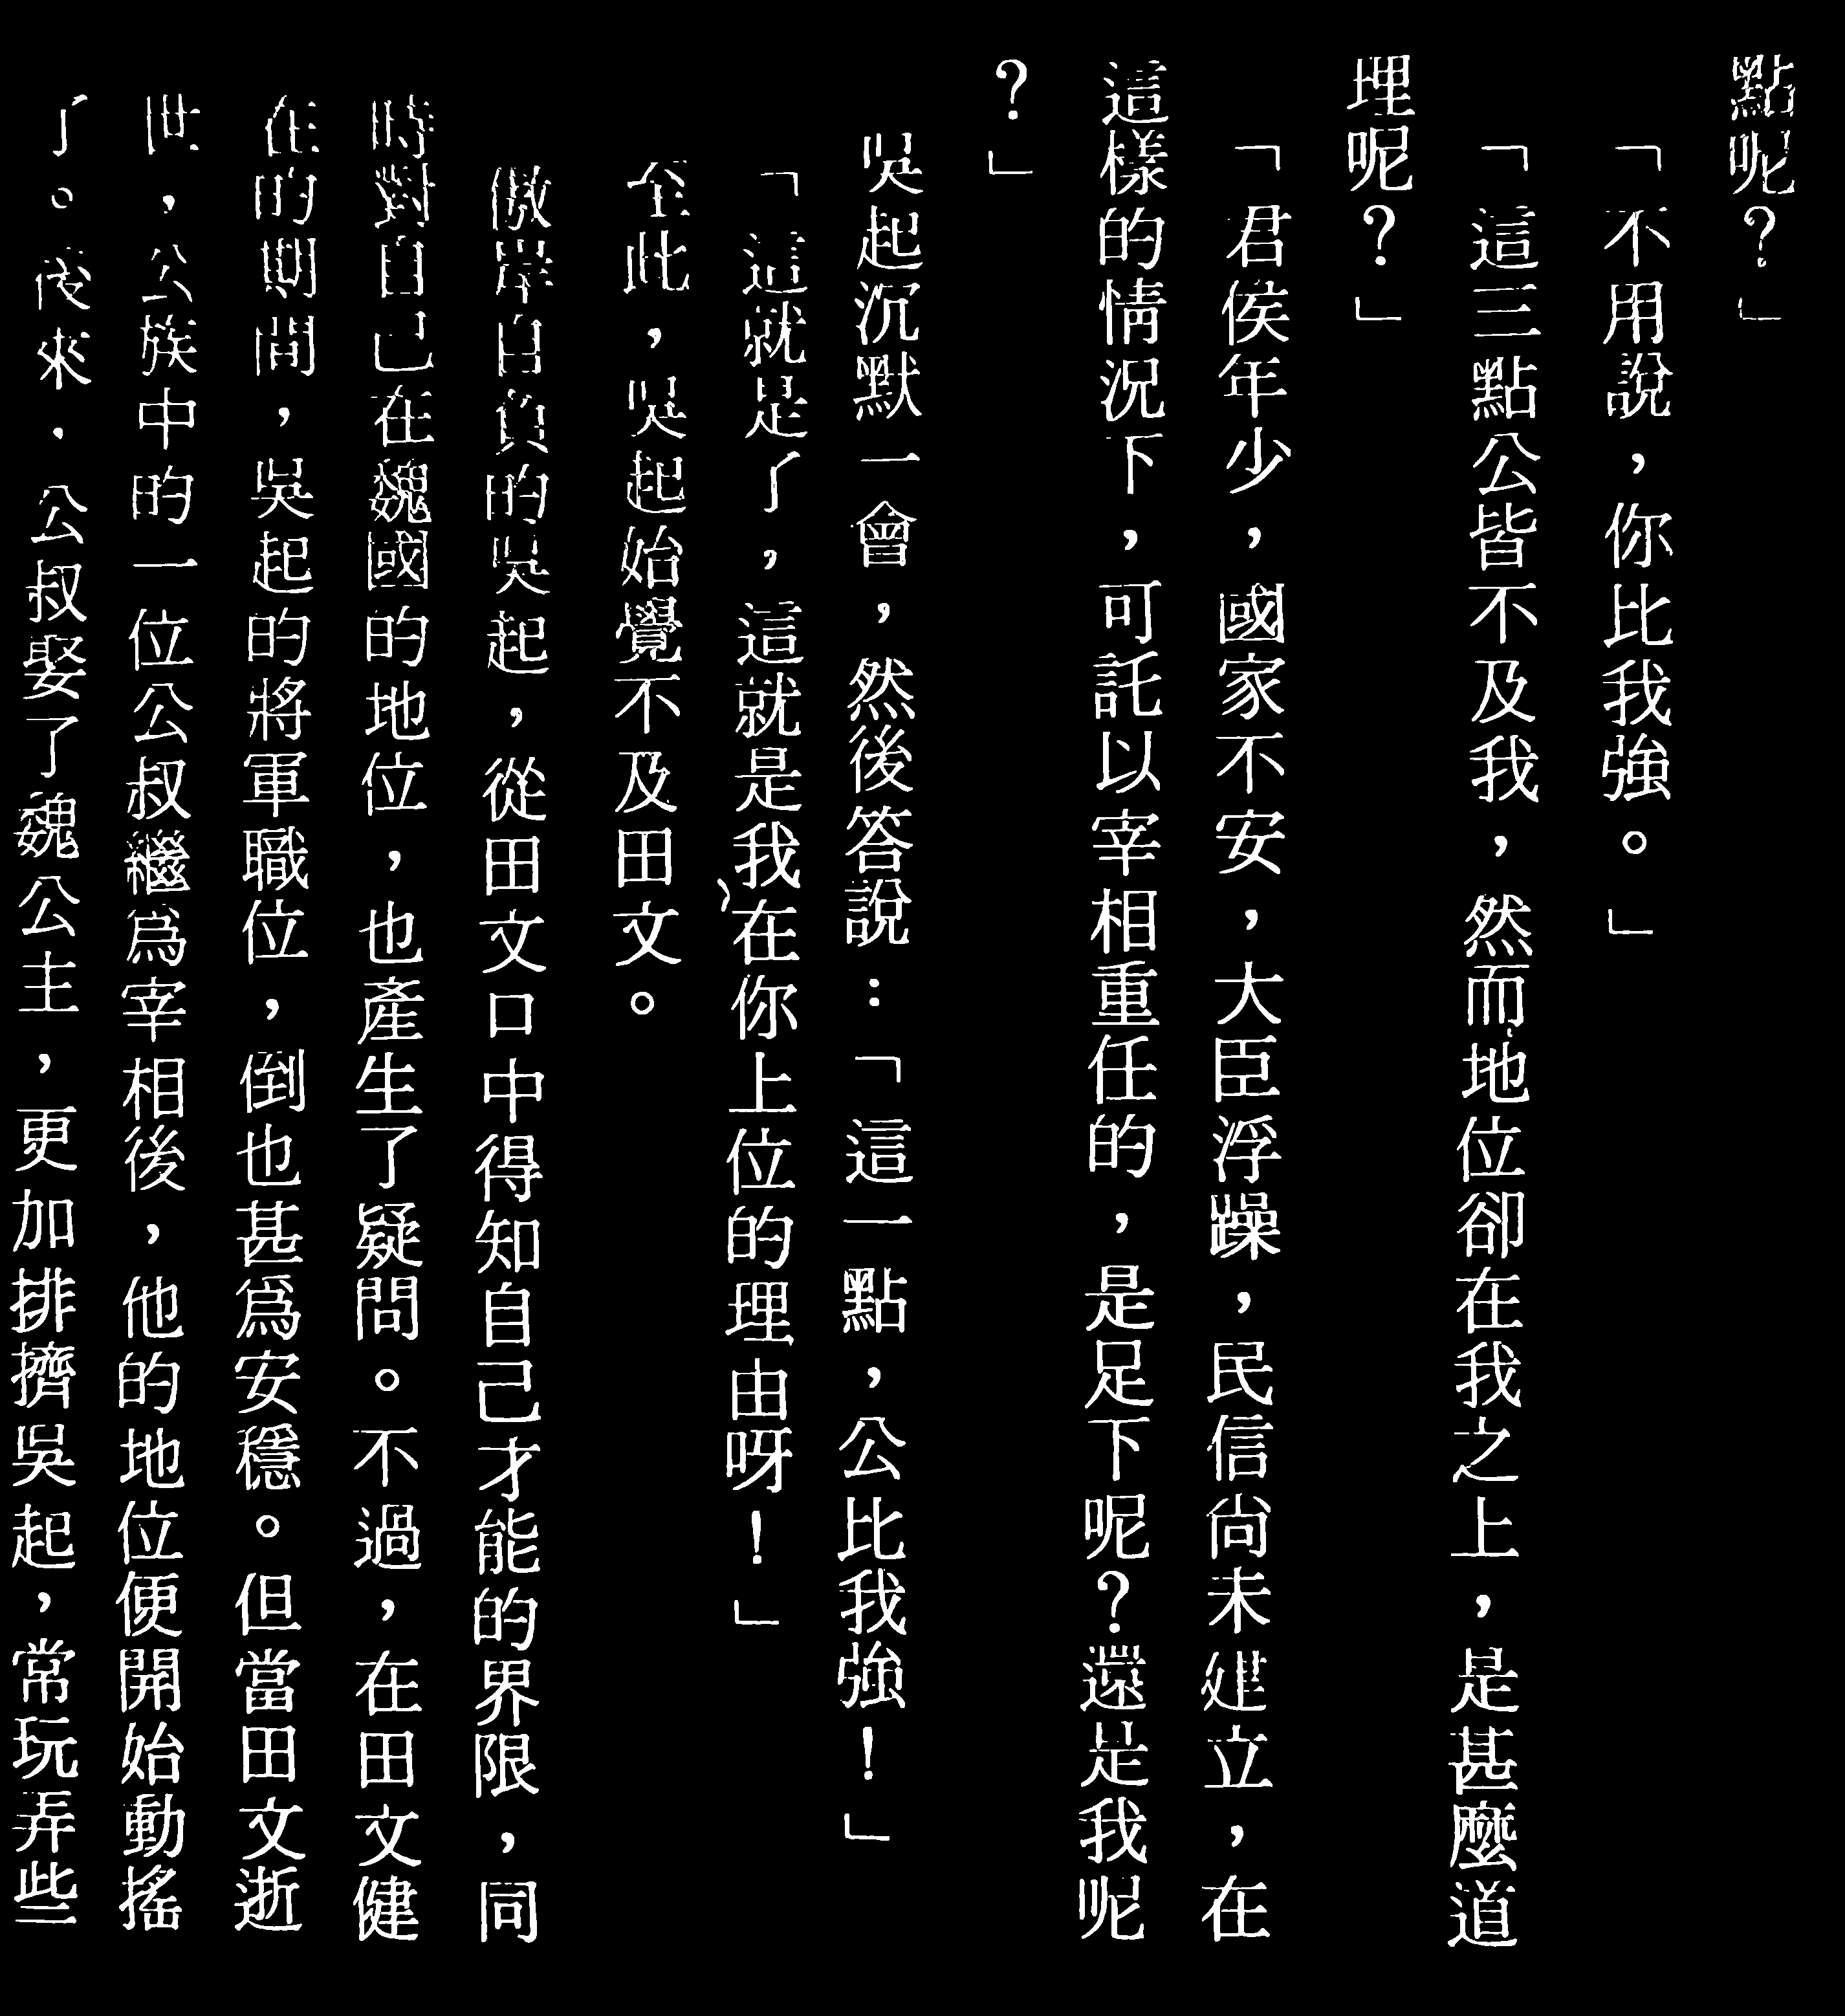 點呢？」
「不用說，你比我強。」
「這三點公皆不及我，然而地位卻在我之上，是甚麼道
理呢？」
「君侯年少，國家不安，大臣浮躁，民信尚未建立，在
這樣的情況下，可託以宰相重任的，是足下呢？還是我呢
？」
吳起沉默一會，然後答說：「這一點，公比我強！」
「這就是了，這就是我在你上位的理由呀！」
至此，吳起始覺不及田文。
傲岸自負的吳起，從田文口中得知自己才能的界限，同
時對自己在魏國的地位，也產生了疑問。不過，在田文健
在的期間，吳起的將軍職位，倒也甚爲安穩。但當田文逝
世，公族中的一位公叔繼爲宰相後，他的地位便開始動搖
了。後來．公叔娶了魏公主，更加排擠吳起，常玩弄些